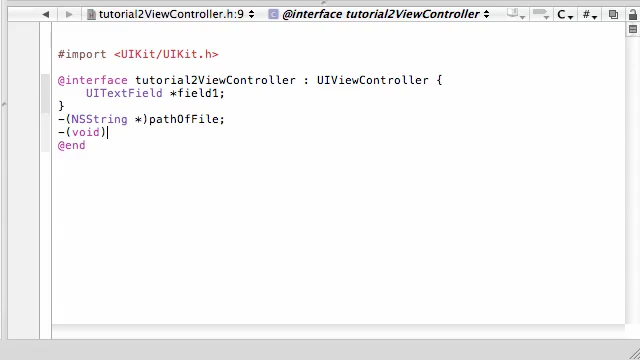 tutorial2ViewController.h:9 C @interface tutorial2ViewController C #
#import <UIKit/UIKit.h>
@interface tutorial2ViewController : UIViewController {
UITextField *field1;
}
-(NSString *)pathOfFile;
-(void)
@end